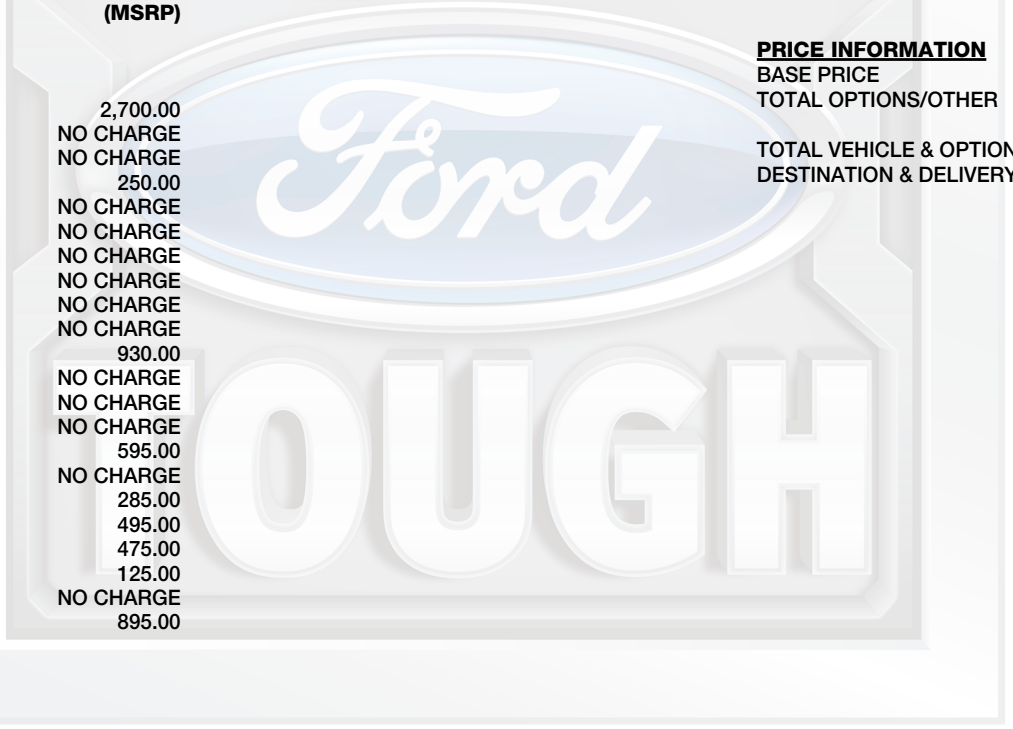 (MSRP)
2,700.00
NO CHARGE
NO CHARGE
250.00
NO CHARGE
NO CHARGE
NO CHARGE
NO CHARGE
NO CHARGE
NO CHARGE
930.00
NO CHARGE
NO CHARGE
NO CHARGE
595.00
NO CHARGE
285.00
495.00
475.00
125.00
NO CHARGE
895.00
PRICE INFORMATION
BASE PRICE
TOTAL OPTIONS/OTHER
TOTAL VEHICLE & OPTION
DESTINATION & DELIVERY
Ford
TOUGH